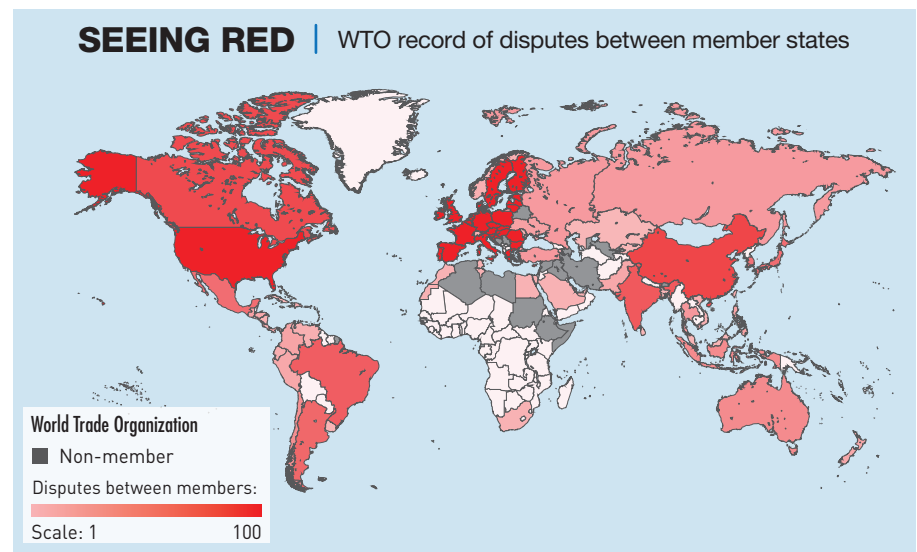 SEEING RED | WTO record of disputes between member states
World Trade Organization
Non-member
Disputes between members:
Scale: 1 100